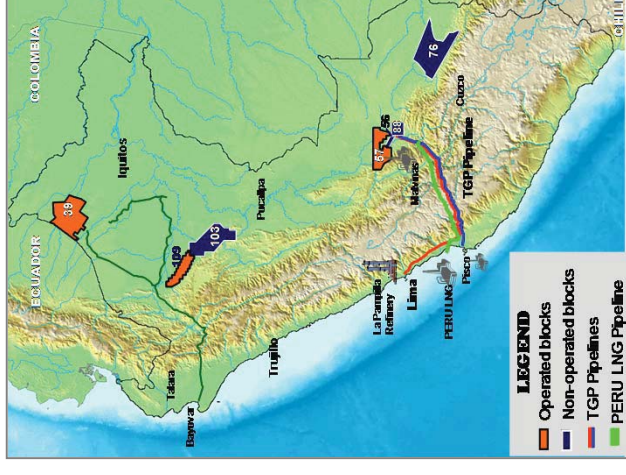 COLOMBIA
ECUADOR
39
Iquitos
Talara
Bayovar
Trujillo
109
103
Pucallpa
La Pampilla
Refinery
Lima
PERU LNG
Pisco
57
56
88
Malvinas
TGP Pipeline
Cuzco
76
CHIL
LEGEND
Operated blocks
Non-operated blocks
TGP Pipelines
PERU LNG Pipeline